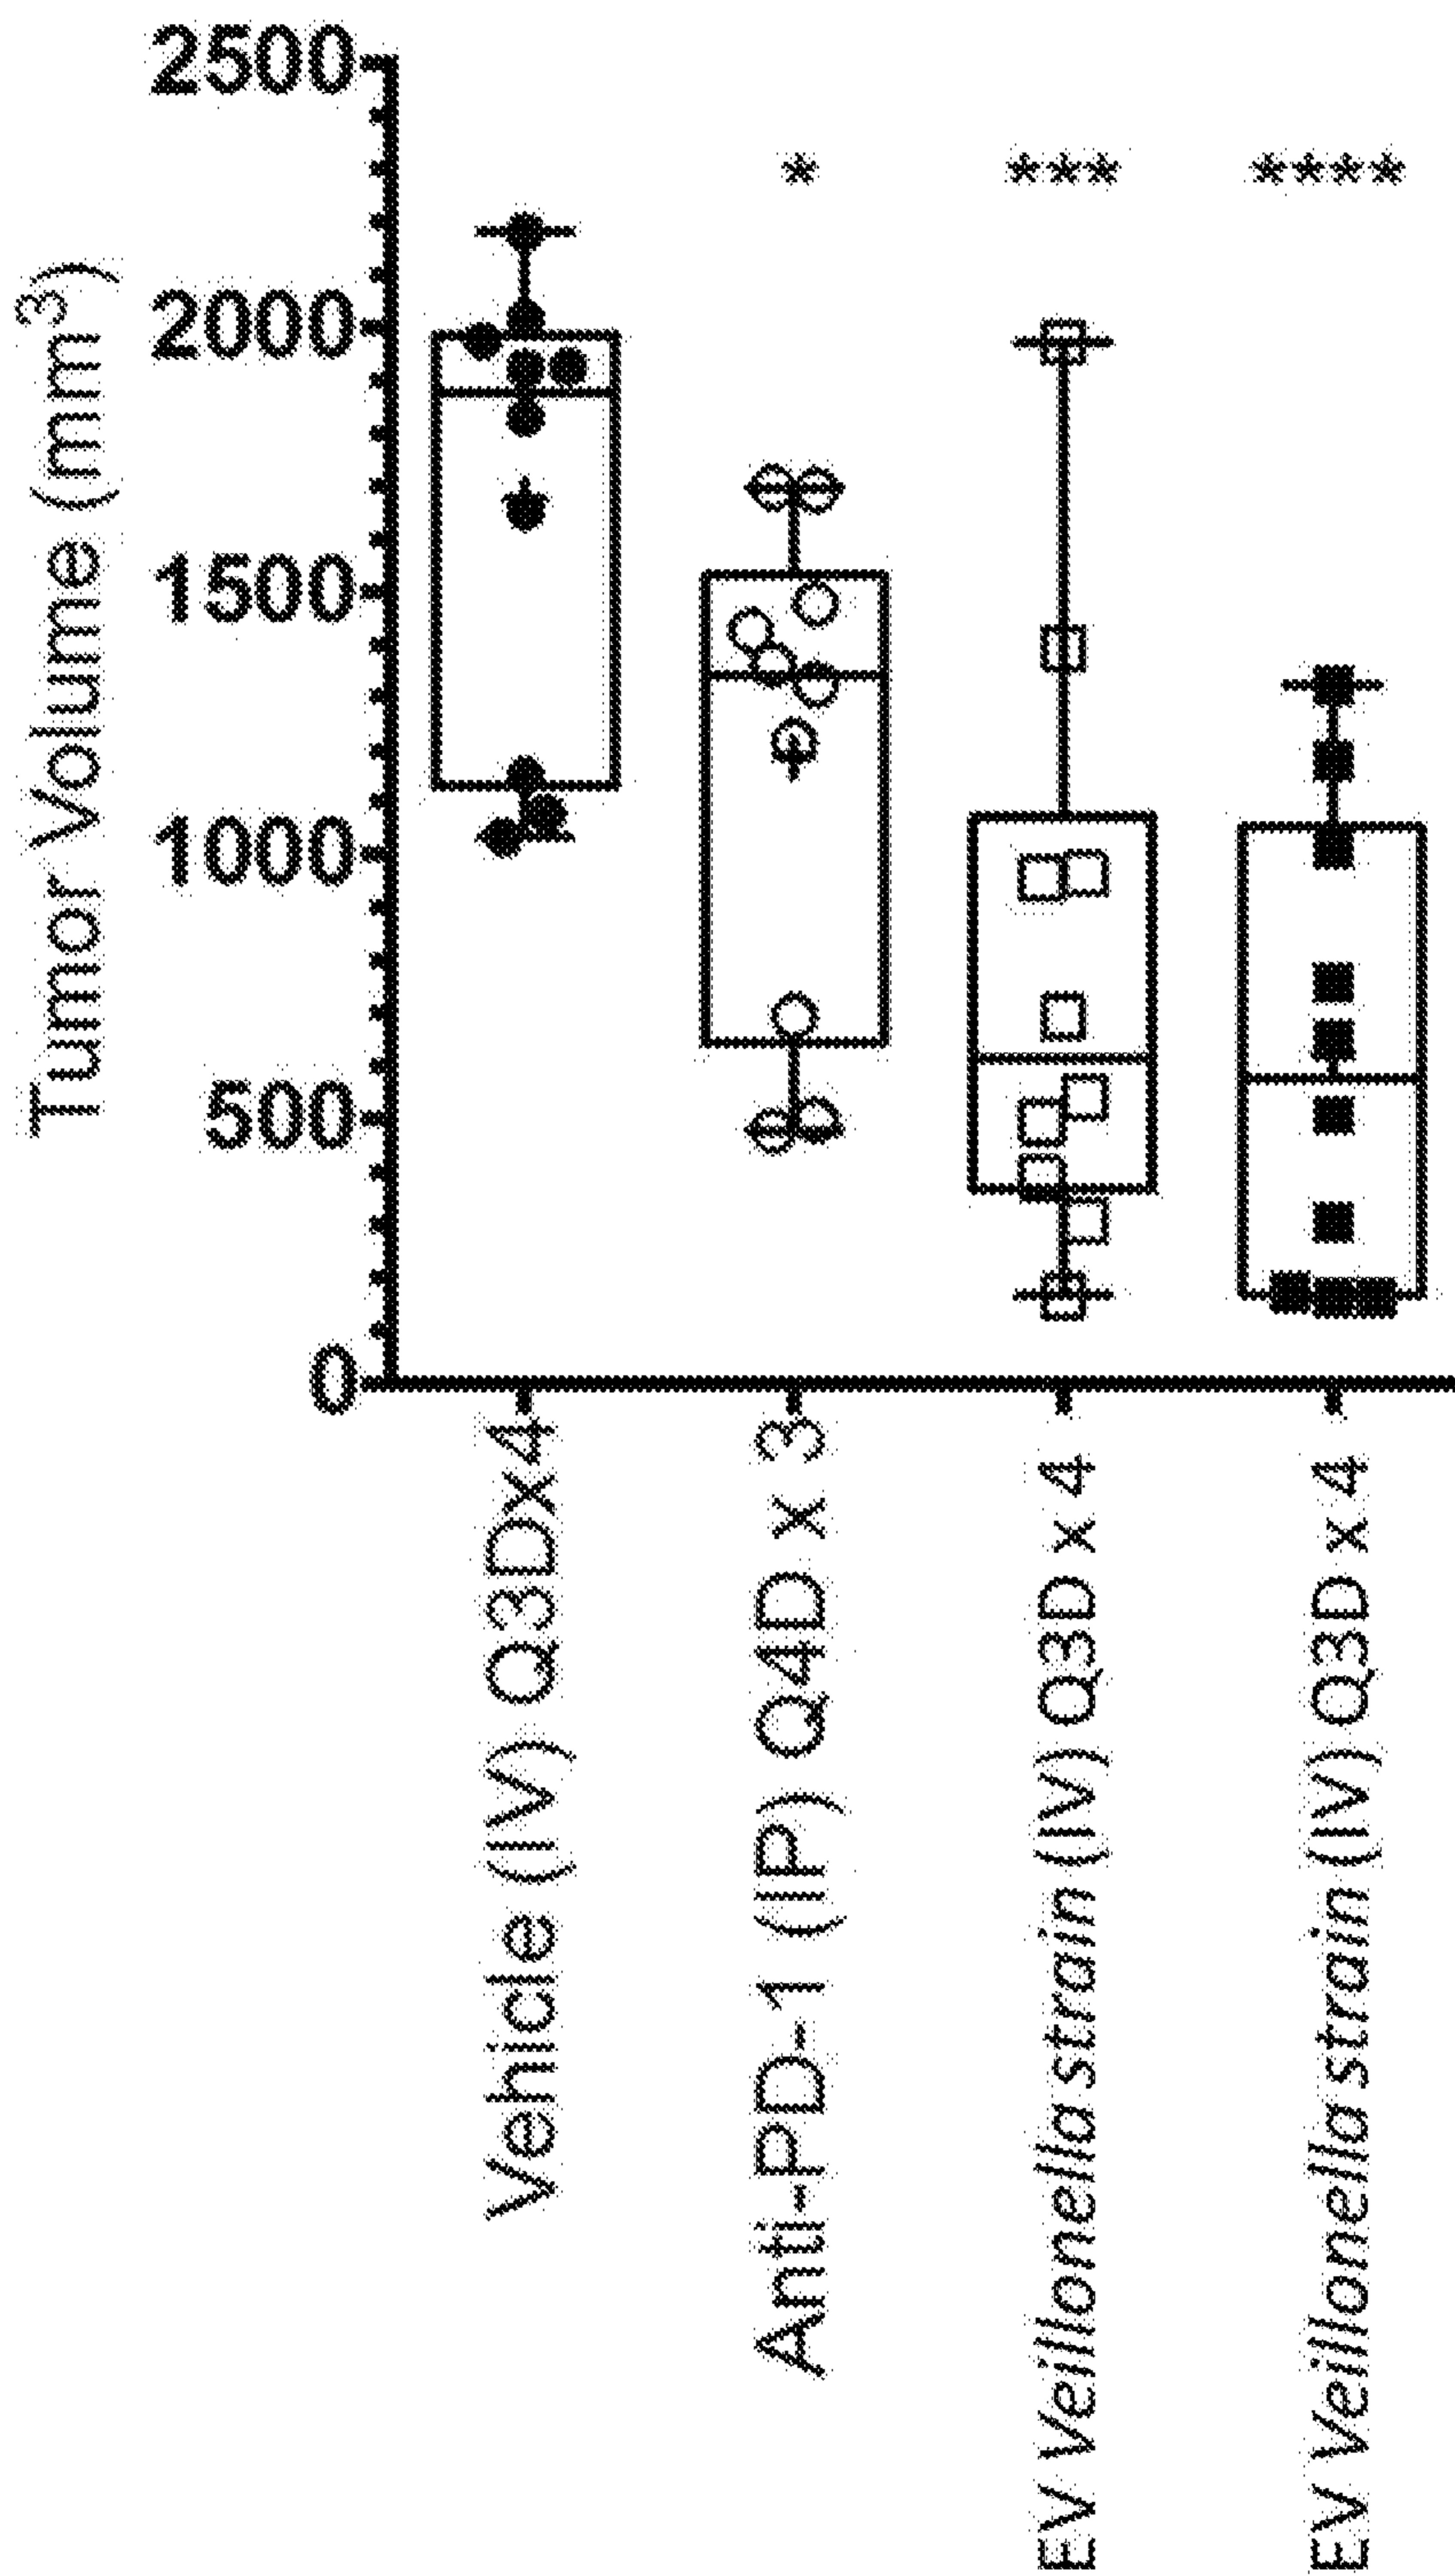 Tumor Volume (mm³)
2500
2000
1500
1000
500
0
*
***
****
Vehicle (IV) Q3Dx4
Anti-PD-1 (IP) Q4D x 3
EV Veillonella strain (IV) Q3D x 4
EV Veillonella strain (IV) Q3D x 4